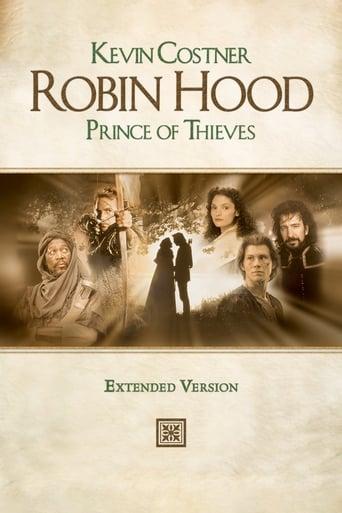 KEVIN COSTNER
ROBIN HOOD
PRINCE OF THIEVES
EXTENDED VERSION